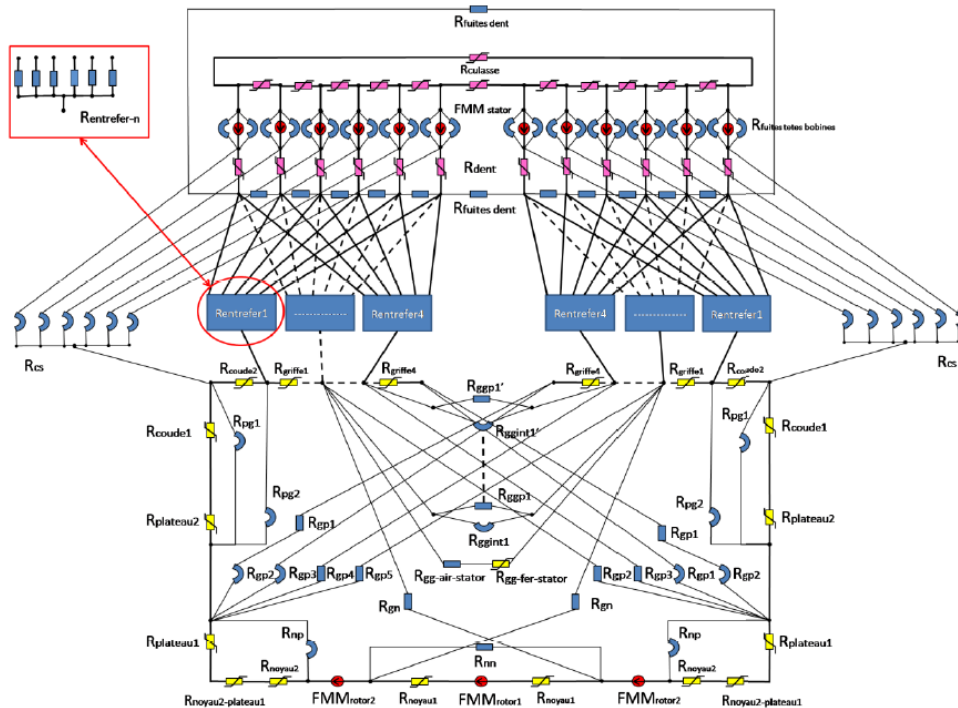 Rfuites dent
Rculasse
Rentrefer-n
FMM stator
Rfuites tetes bobines
Rdent
Rfuites dent
Rentrefer1
--------------
Rentrefer4
Rentrefer4
--------------
Rentrefer1
Rcs
Rcs
Rcoude2
Rgriffe1
Rgriffe4
Rgriffe4
Rgriffe1
Rcoude2
Rggp1'
Rpg1
Rpg1
Rcoude1
Rggint1'
Rcoude1
Rpg2
Rggp1
Rpg2
Rplateau2
Rgp1
Rgp1
Rplateau2
Rggint1
Rgp2
Rgp3
Rgp4
Rgp5
Rgg-air-stator
Rgg-fer-stator
Rgp2
Rgp3
Rgp1
Rgp2
Rgn
Rgn
Rplateau1
Rnp
Rnp
Rplateau1
Rnn
Rnoyau2
Rnoyau2
Rnoyau2-plateau1
FMMrotor2
Rnoyau1
FMMrotor1
Rnoyau1
FMMrotor2
Rnoyau2-plateau1